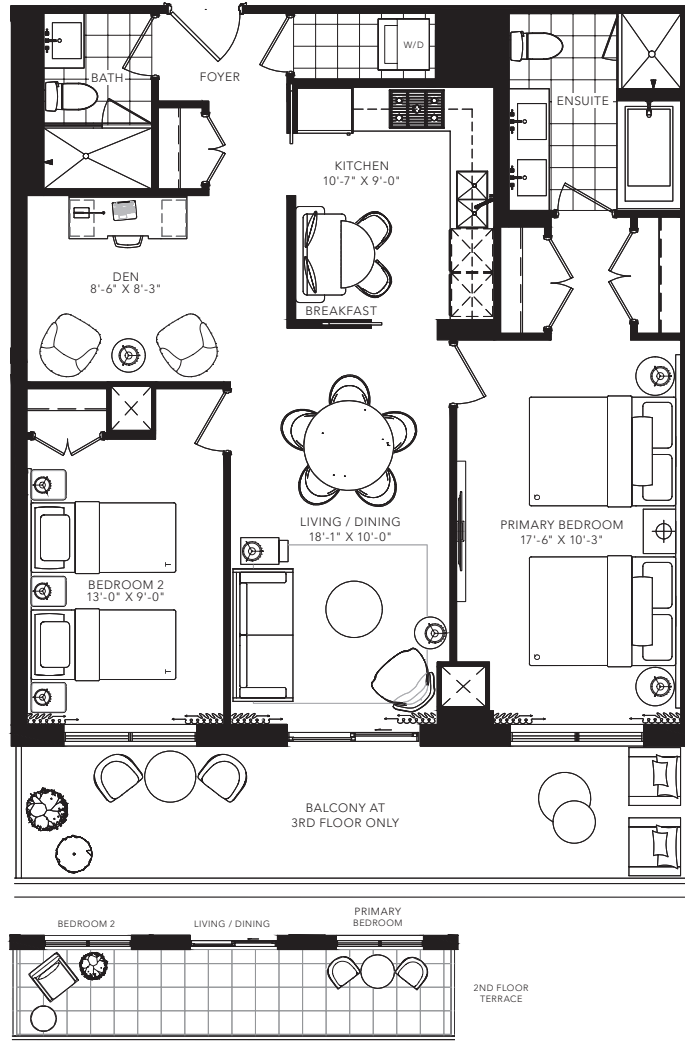 W/D
BATH
FOYER
ENSUITE
KITCHEN
10'-7" X 9'-0"
DEN
8'-6" X 8'-3"
BREAKFAST
LIVING / DINING
18'-1" X 10'-0"
PRIMARY BEDROOM
17'-6" X 10'-3"
BEDROOM 2
13'-0" X 9'-0"
T
T
BALCONY AT
3RD FLOOR ONLY
BEDROOM 2
LIVING / DINING
PRIMARY
BEDROOM
2ND FLOOR
TERRACE